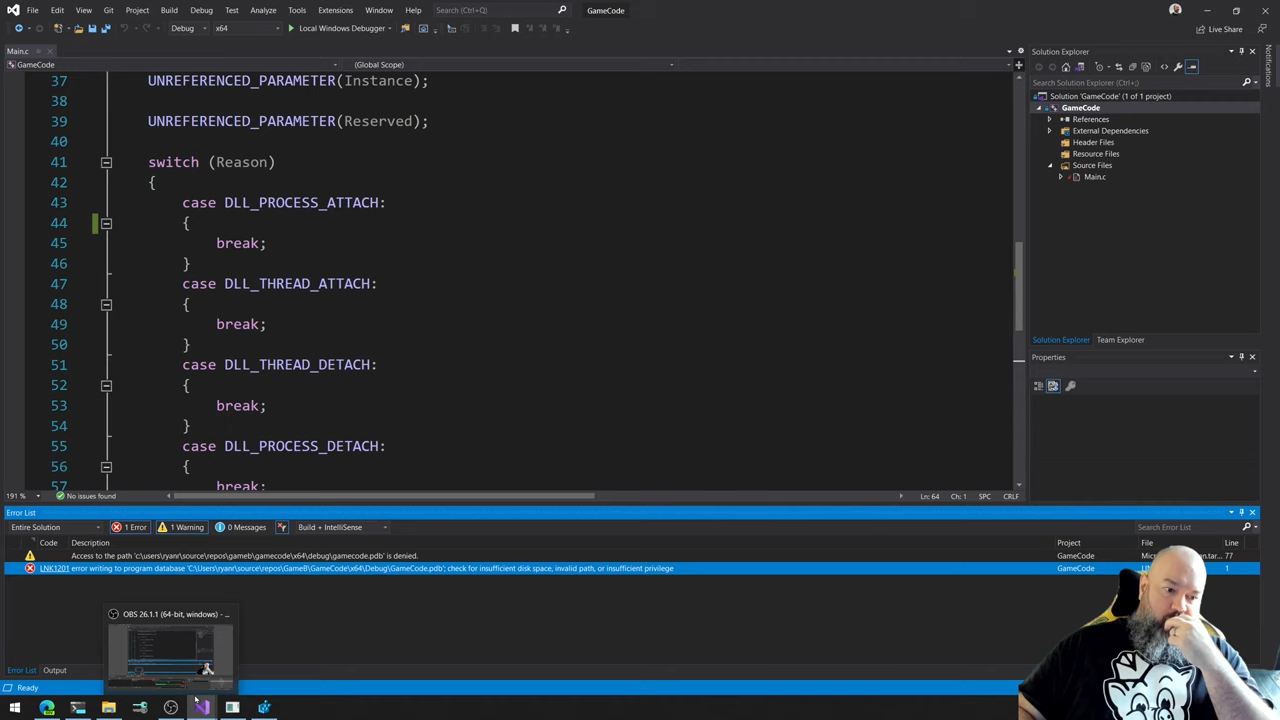 File Edit View Git Project Build Debug Test Analyze Tools Extensions Window Help Search (Ctrl+Q) GameCode
Debug x64 Local Windows Debugger Live Share
Main.c
GameCode (Global Scope)
37 UNREFERENCED_PARAMETER(Instance);
38
39 UNREFERENCED_PARAMETER(Reserved);
40
41 switch (Reason)
42 {
43 case DLL_PROCESS_ATTACH:
44 {
45 break;
46 }
47 case DLL_THREAD_ATTACH:
48 {
49 break;
50 }
51 case DLL_THREAD_DETACH:
52 {
53 break;
54 }
55 case DLL_PROCESS_DETACH:
56 {
57 break;
191 % No issues found Ln: 64 Ch: 1 SPC CRLF
Solution Explorer
Search Solution Explorer (Ctrl+;)
Solution 'GameCode' (1 of 1 project)
GameCode
References
External Dependencies
Header Files
Resource Files
Source Files
Main.c
Solution Explorer Team Explorer
Properties
Notifications
Error List
Entire Solution 1 Error 1 Warning 0 Messages Build + IntelliSense Search Error List
Code Description Project File Line
Access to the path 'c:\users\ryanr\source\repos\gameb\gamecode\x64\debug\gamecode.pdb' is denied. GameCode Micr 77
LNK1201 error writing to program database 'C:\Users\ryanr\source\repos\GameB\GameCode\x64\Debug\GameCode.pdb'; check for insufficient disk space, invalid path, or insufficient privilege GameCode 1
OBS 26.1.1 (64-bit, windows) - ...
Error List Output
Ready